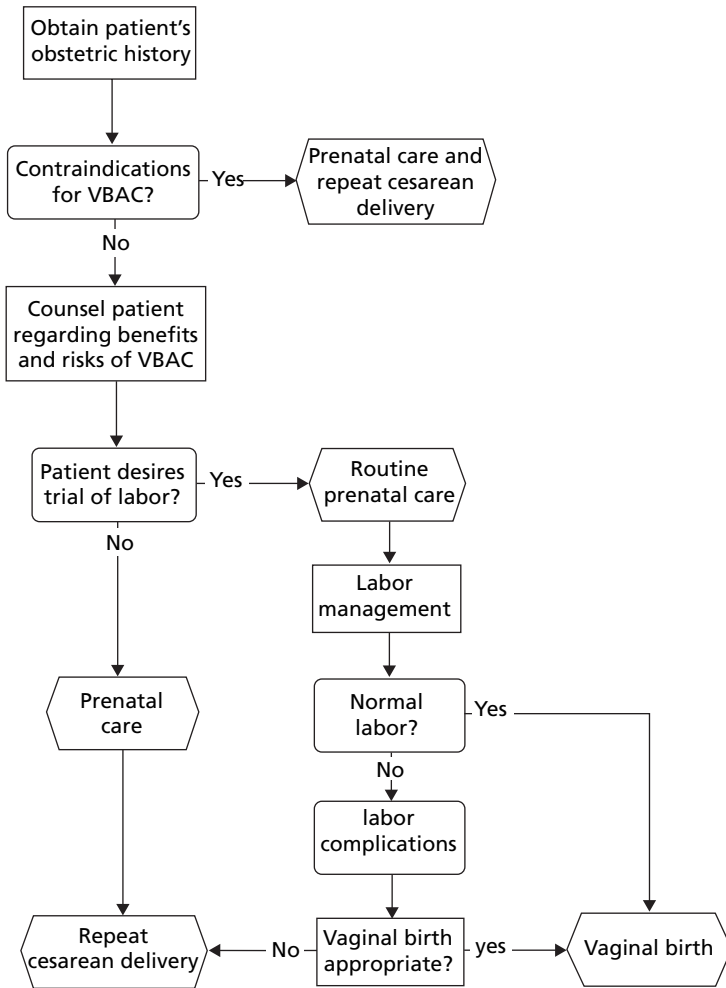 Obtain patient's
obstetric history
Contraindications
for VBAC?
Yes
Prenatal care and
repeat cesarean
delivery
No
Counsel patient
regarding benefits
and risks of VBAC
Patient desires
trial of labor?
Yes
Routine
prenatal care
No
Labor
management
Prenatal
care
Normal
labor?
Yes
No
labor
complications
Repeat
cesarean delivery
No
Vaginal birth
appropriate?
yes
Vaginal birth